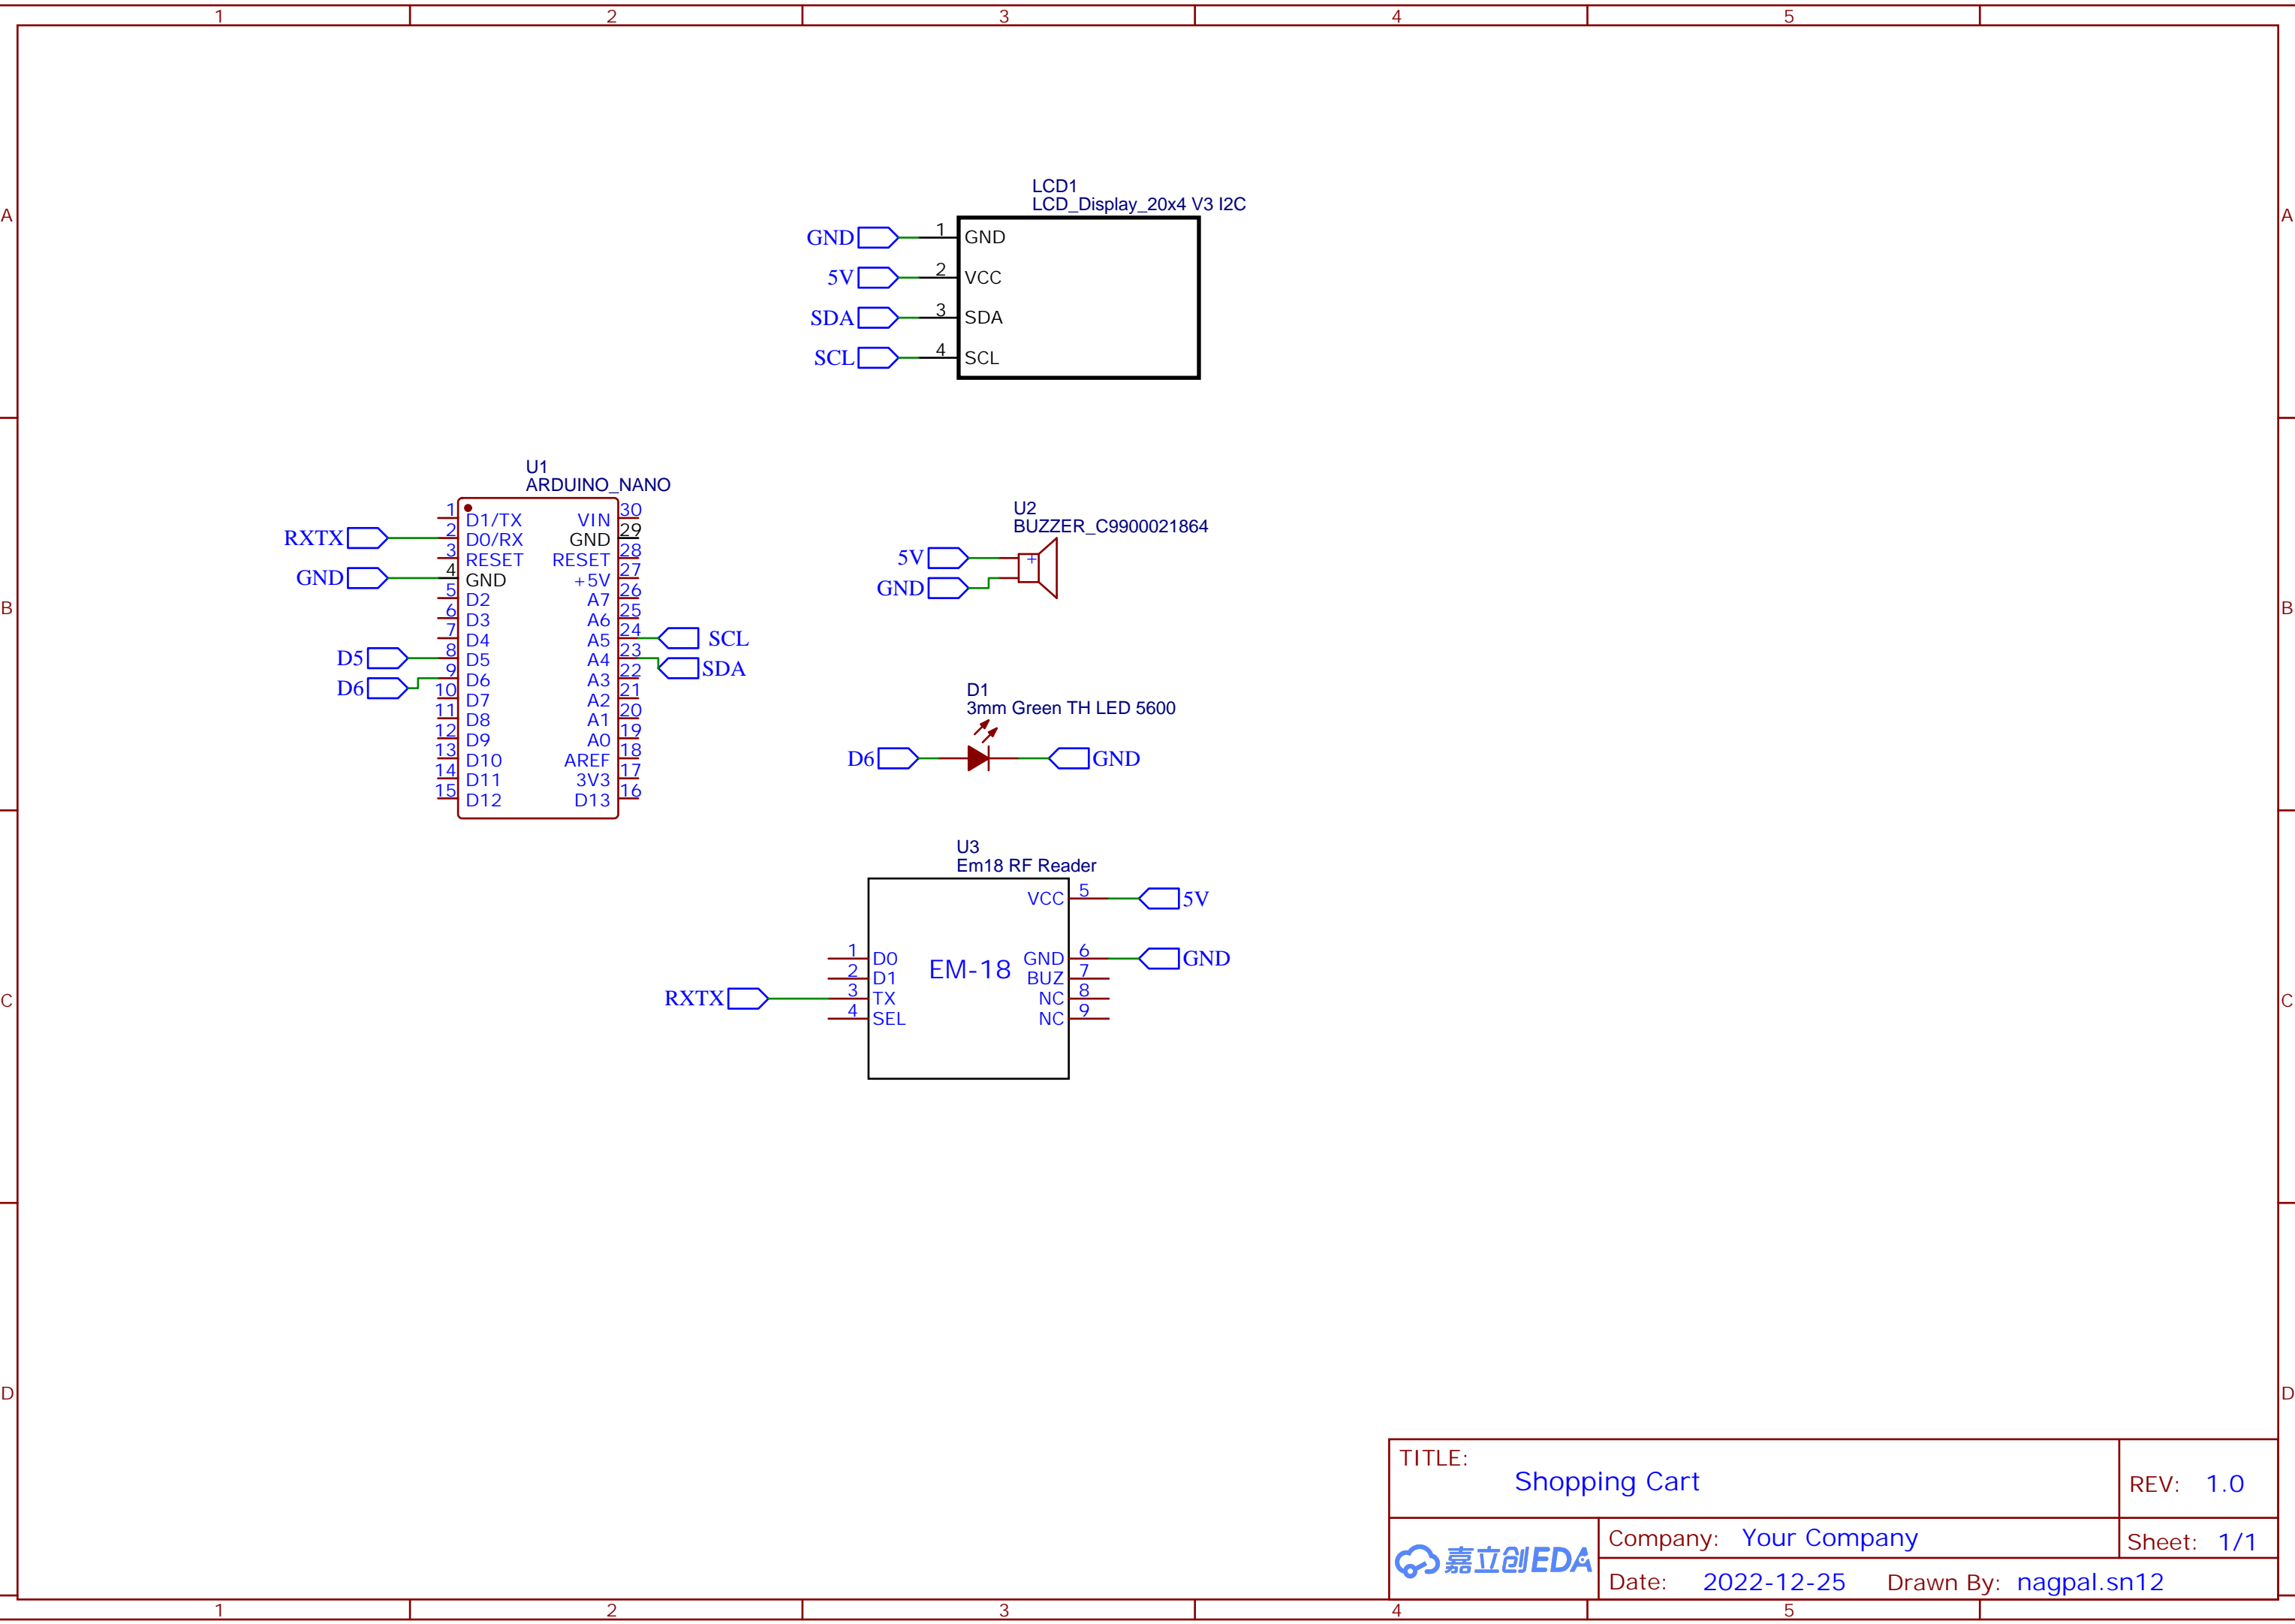 1 2 3 4 5
A A
LCD1
LCD_Display_20x4 V3 I2C
GND 1 GND
5V 2 VCC
SDA 3 SDA
SCL 4 SCL
U1
ARDUINO_NANO
1 D1/TX VIN 30
RXTX 2 D0/RX GND 29
3 RESET RESET 28
GND 4 GND +5V 27
5 D2 A7 26
6 D3 A6 25
7 D4 A5 24 SCL
D5 8 D5 A4 23 SDA
D6 9 D6 A3 22
10 D7 A2 21
11 D8 A1 20
12 D9 A0 19
13 D10 AREF 18
14 D11 3V3 17
15 D12 D13 16
U2
BUZZER_C9900021864
5V +
GND
B B
D1
3mm Green TH LED 5600
D6 GND
U3
Em18 RF Reader
VCC 5 5V
1 D0 EM-18 GND 6 GND
2 D1 BUZ 7
RXTX 3 TX NC 8
4 SEL NC 9
C C
D D
TITLE:
Shopping Cart
REV: 1.0
嘉立创EDA
Company: Your Company
Sheet: 1/1
Date: 2022-12-25 Drawn By: nagpal.sn12
1 2 3 4 5